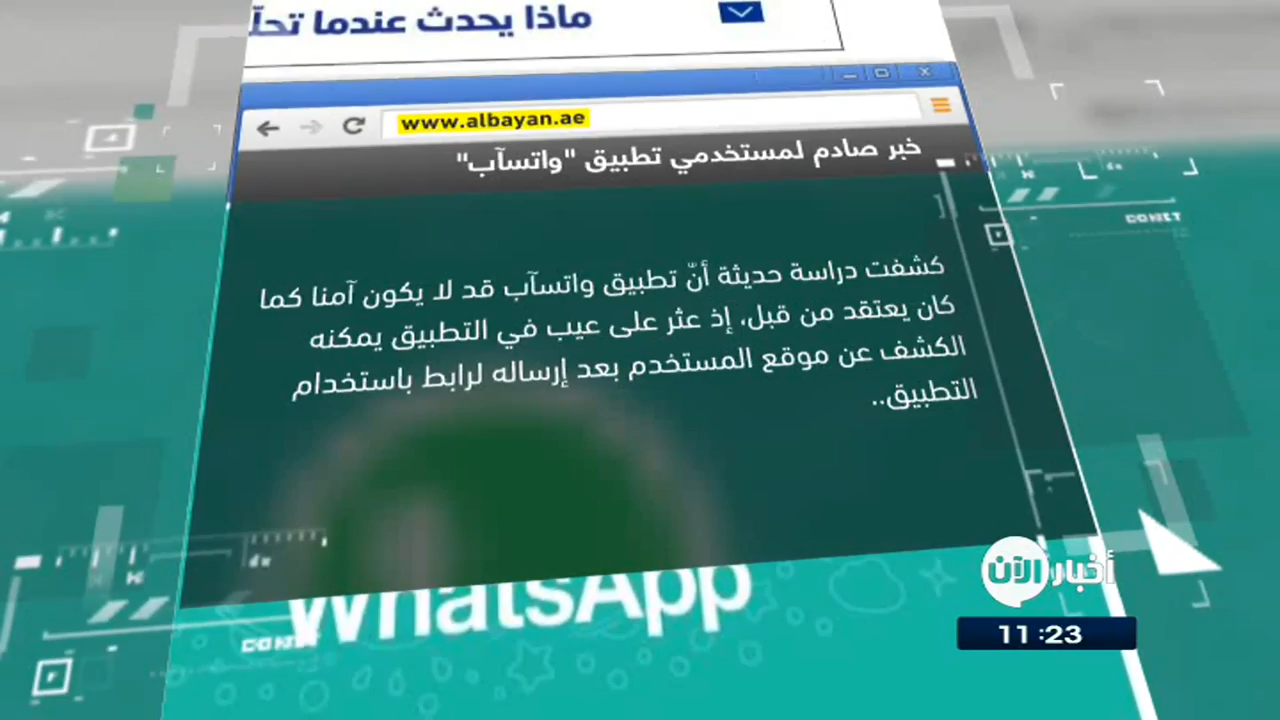 ماذا يحدث عندما
www.albayan.ae
خبر صادم لمستخدمي تطبيق "واتسآب"
كشفت دراسة حديثة أنّ تطبيق واتسآب قد لا يكون آمنا كما
كان يعتقد من قبل، إذ عثر على عيب في التطبيق يمكنه
الكشف عن موقع المستخدم بعد إرساله لرابط باستخدام
التطبيق..
WhatsApp
أخبار الآن
11:23